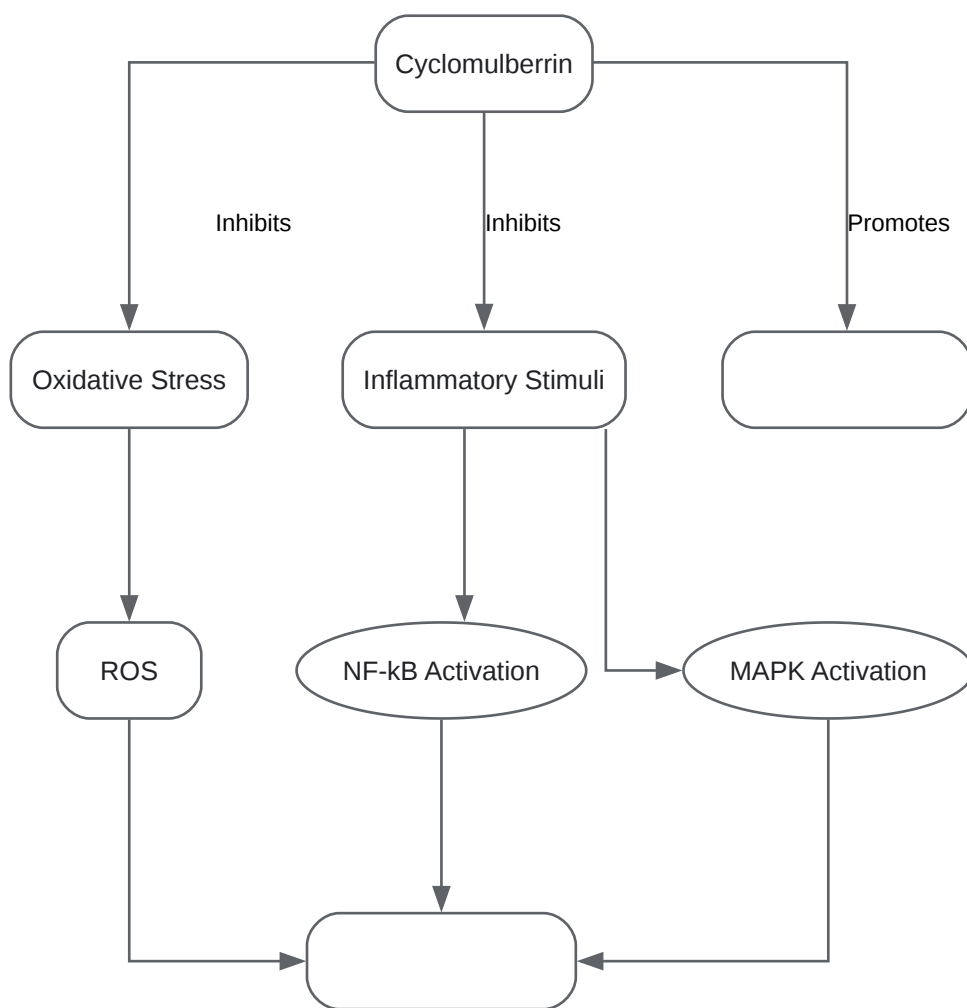 Cyclomulberrin
Inhibits
Inhibits
Promotes
Oxidative Stress
Inflammatory Stimuli
ROS
NF-kB Activation
MAPK Activation